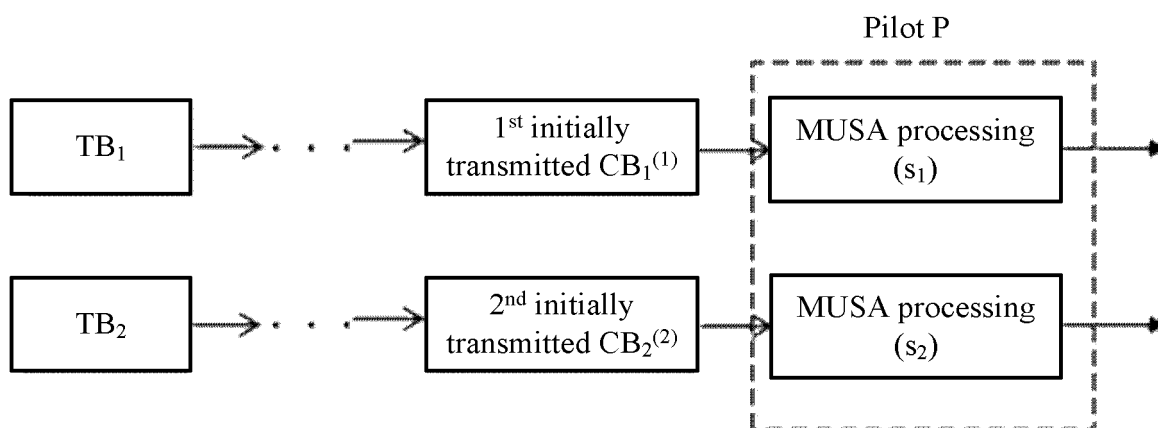 Pilot P
TB₁
. . .
1ˢᵗ initially
transmitted CB₁⁽¹⁾
MUSA processing
(s₁)
TB₂
. . .
2ⁿᵈ initially
transmitted CB₂⁽²⁾
MUSA processing
(s₂)